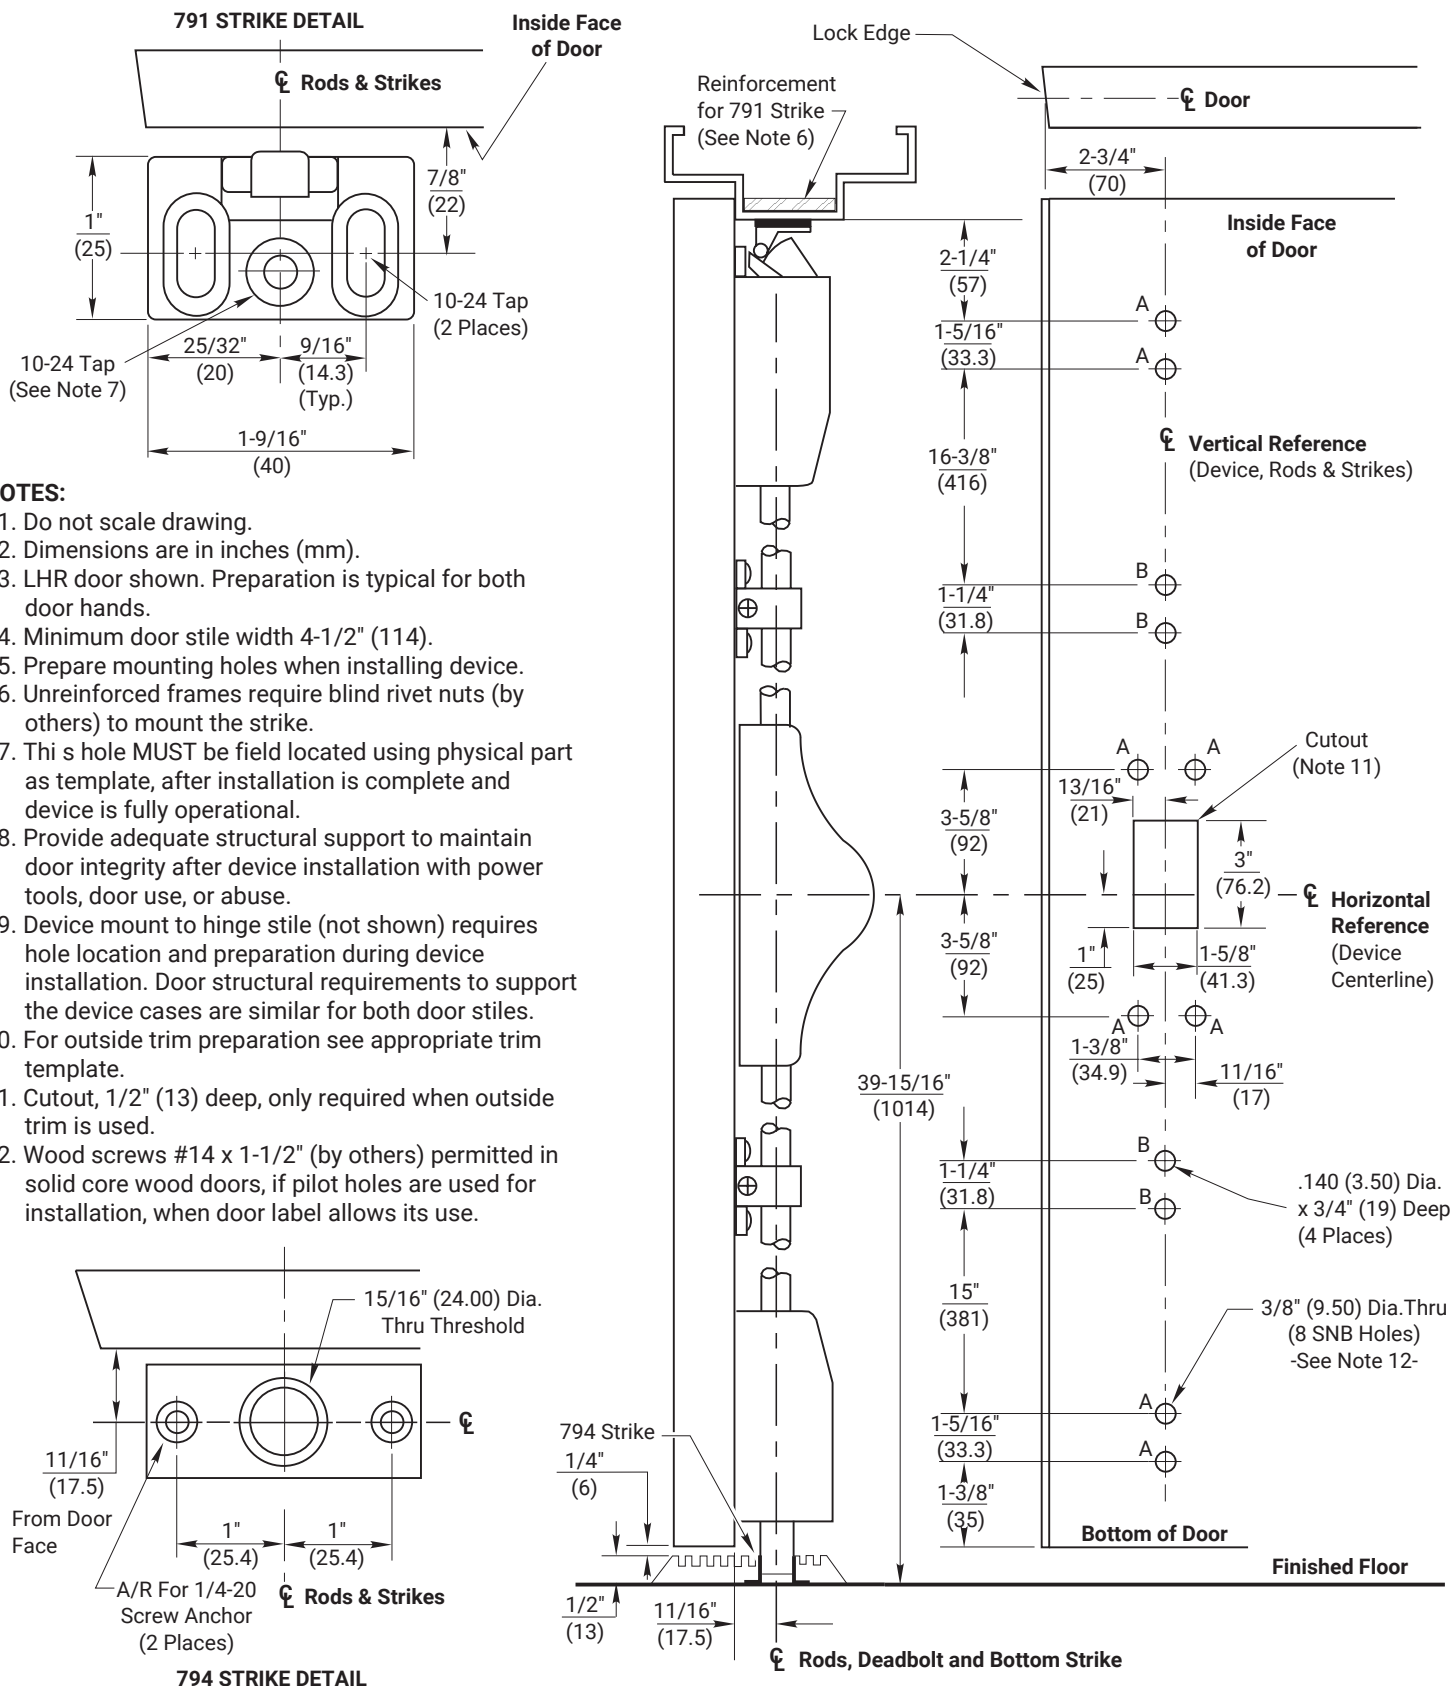 791 STRIKE DETAIL
Inside Face
of Door
℄ Rods & Strikes
7/8"
(22)
1"
(25)
10-24 Tap
(2 Places)
25/32"
(20)
9/16"
(14.3)
(Typ.)
10-24 Tap
(See Note 7)
1-9/16"
(40)
OTES:
1. Do not scale drawing.
2. Dimensions are in inches (mm).
3. LHR door shown. Preparation is typical for both
door hands.
4. Minimum door stile width 4-1/2" (114).
5. Prepare mounting holes when installing device.
6. Unreinforced frames require blind rivet nuts (by
others) to mount the strike.
7. Thi s hole MUST be field located using physical part
as template, after installation is complete and
device is fully operational.
8. Provide adequate structural support to maintain
door integrity after device installation with power
tools, door use, or abuse.
9. Device mount to hinge stile (not shown) requires
hole location and preparation during device
installation. Door structural requirements to support
the device cases are similar for both door stiles.
0. For outside trim preparation see appropriate trim
template.
1. Cutout, 1/2" (13) deep, only required when outside
trim is used.
2. Wood screws #14 x 1-1/2" (by others) permitted in
solid core wood doors, if pilot holes are used for
installation, when door label allows its use.
15/16" (24.00) Dia.
Thru Threshold
℄
11/16"
(17.5)
From Door
Face
1"
(25.4)
1"
(25.4)
A/R For 1/4-20
Screw Anchor
(2 Places)
℄ Rods & Strikes
794 STRIKE DETAIL
Lock Edge
Reinforcement
for 791 Strike
(See Note 6)
℄ Door
2-3/4"
(70)
Inside Face
of Door
2-1/4"
(57)
A
1-5/16"
(33.3)
A
℄ Vertical Reference
(Device, Rods & Strikes)
16-3/8"
(416)
B
1-1/4"
(31.8)
B
A
A
Cutout
(Note 11)
13/16"
(21)
3-5/8"
(92)
3"
(76.2)
℄ Horizontal
Reference
(Device
Centerline)
3-5/8"
(92)
1"
(25)
1-5/8"
(41.3)
A
A
1-3/8"
(34.9)
11/16"
(17)
39-15/16"
(1014)
B
1-1/4"
(31.8)
B
.140 (3.50) Dia.
x 3/4" (19) Deep
(4 Places)
15"
(381)
3/8" (9.50) Dia.Thru
(8 SNB Holes)
-See Note 12-
A
1-5/16"
(33.3)
A
794 Strike
1/4"
(6)
1-3/8"
(35)
Bottom of Door
Finished Floor
1/2"
(13)
11/16"
(17.5)
℄ Rods, Deadbolt and Bottom Strike